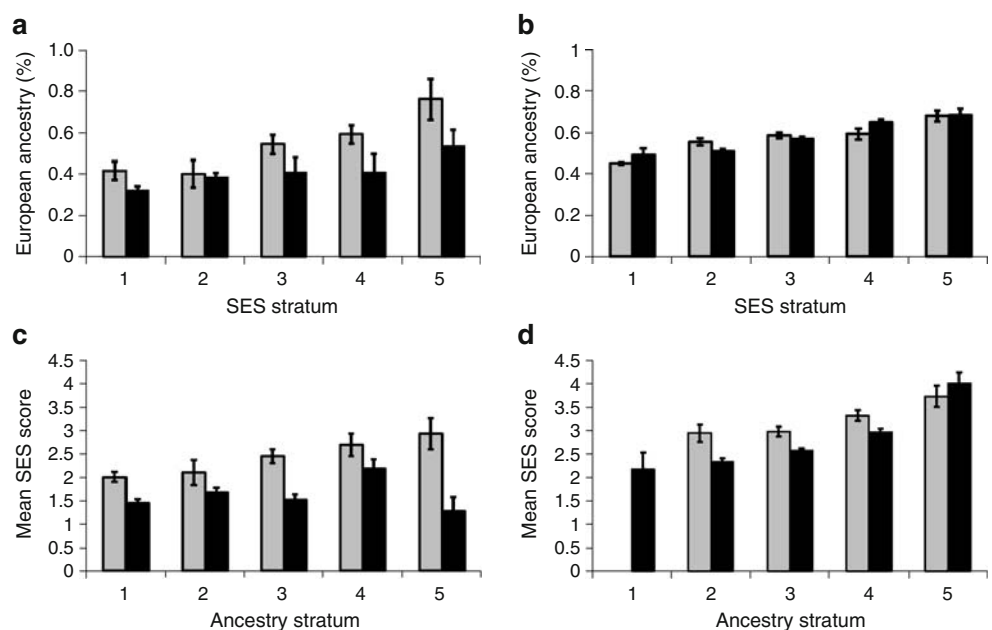 a
European ancestry (%)
1.0
0.8
0.6
0.4
0.2
0
1 2 3 4 5
SES stratum
b
European ancestry (%)
1
0.8
0.6
0.4
0.2
0
1 2 3 4 5
SES stratum
c
Mean SES score
4.5
4
3.5
3
2.5
2
1.5
1
0.5
0
1 2 3 4 5
Ancestry stratum
d
Mean SES score
4.5
4
3.5
3
2.5
2
1.5
1
0.5
0
1 2 3 4 5
Ancestry stratum